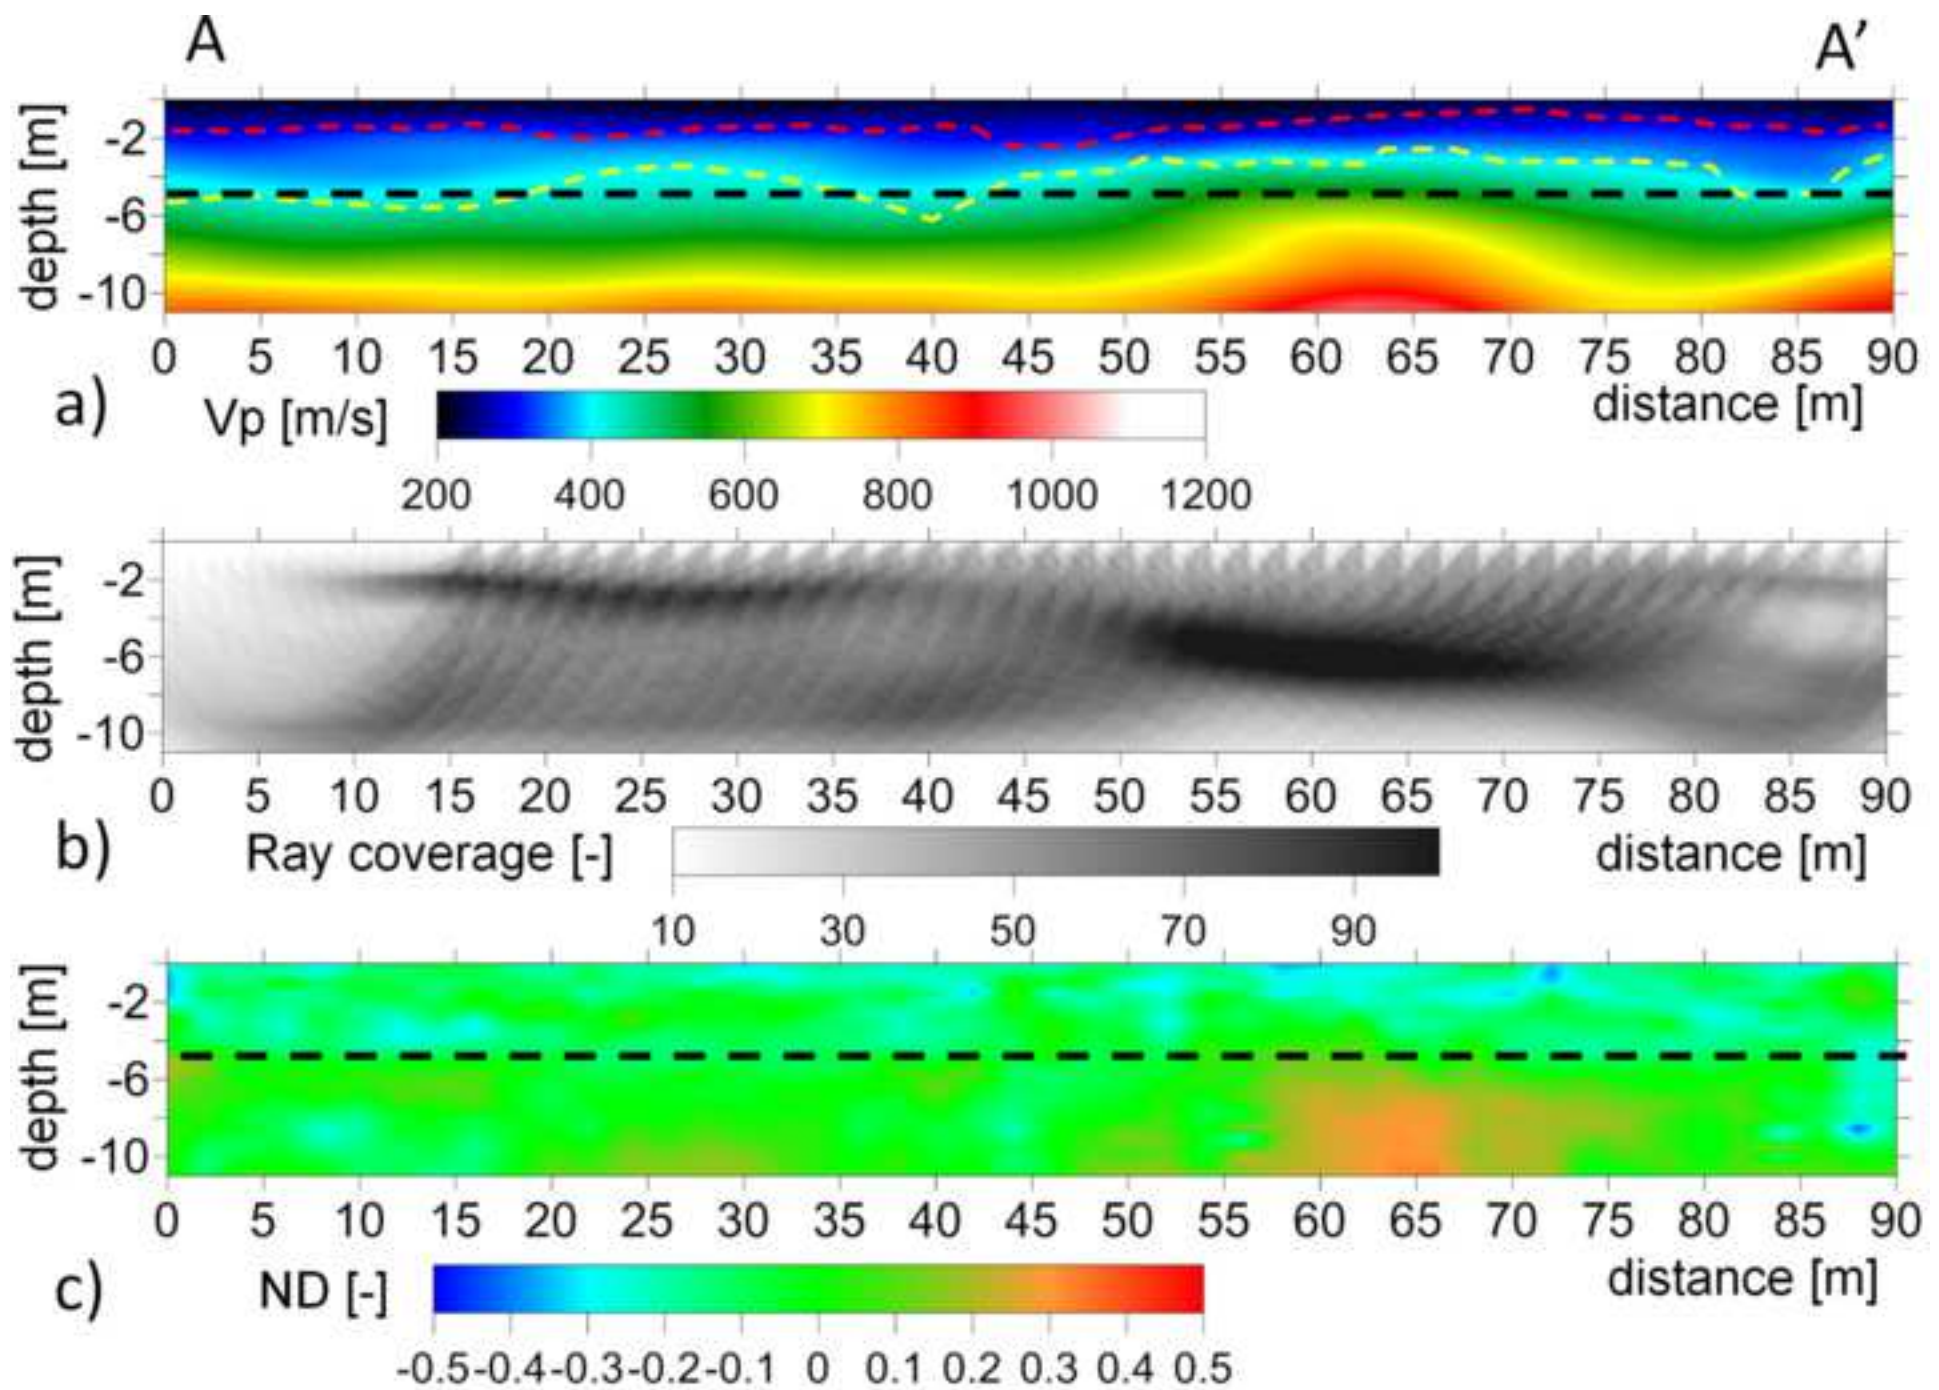 A A′
depth [m]
-2
-6
-10
0 5 10 15 20 25 30 35 40 45 50 55 60 65 70 75 80 85 90
a) Vp [m/s] distance [m]
200 400 600 800 1000 1200
depth [m]
-2
-6
-10
0 5 10 15 20 25 30 35 40 45 50 55 60 65 70 75 80 85 90
b) Ray coverage [-] distance [m]
10 30 50 70 90
depth [m]
-2
-6
-10
0 5 10 15 20 25 30 35 40 45 50 55 60 65 70 75 80 85 90
c) ND [-] distance [m]
-0.5 -0.4 -0.3 -0.2 -0.1 0 0.1 0.2 0.3 0.4 0.5